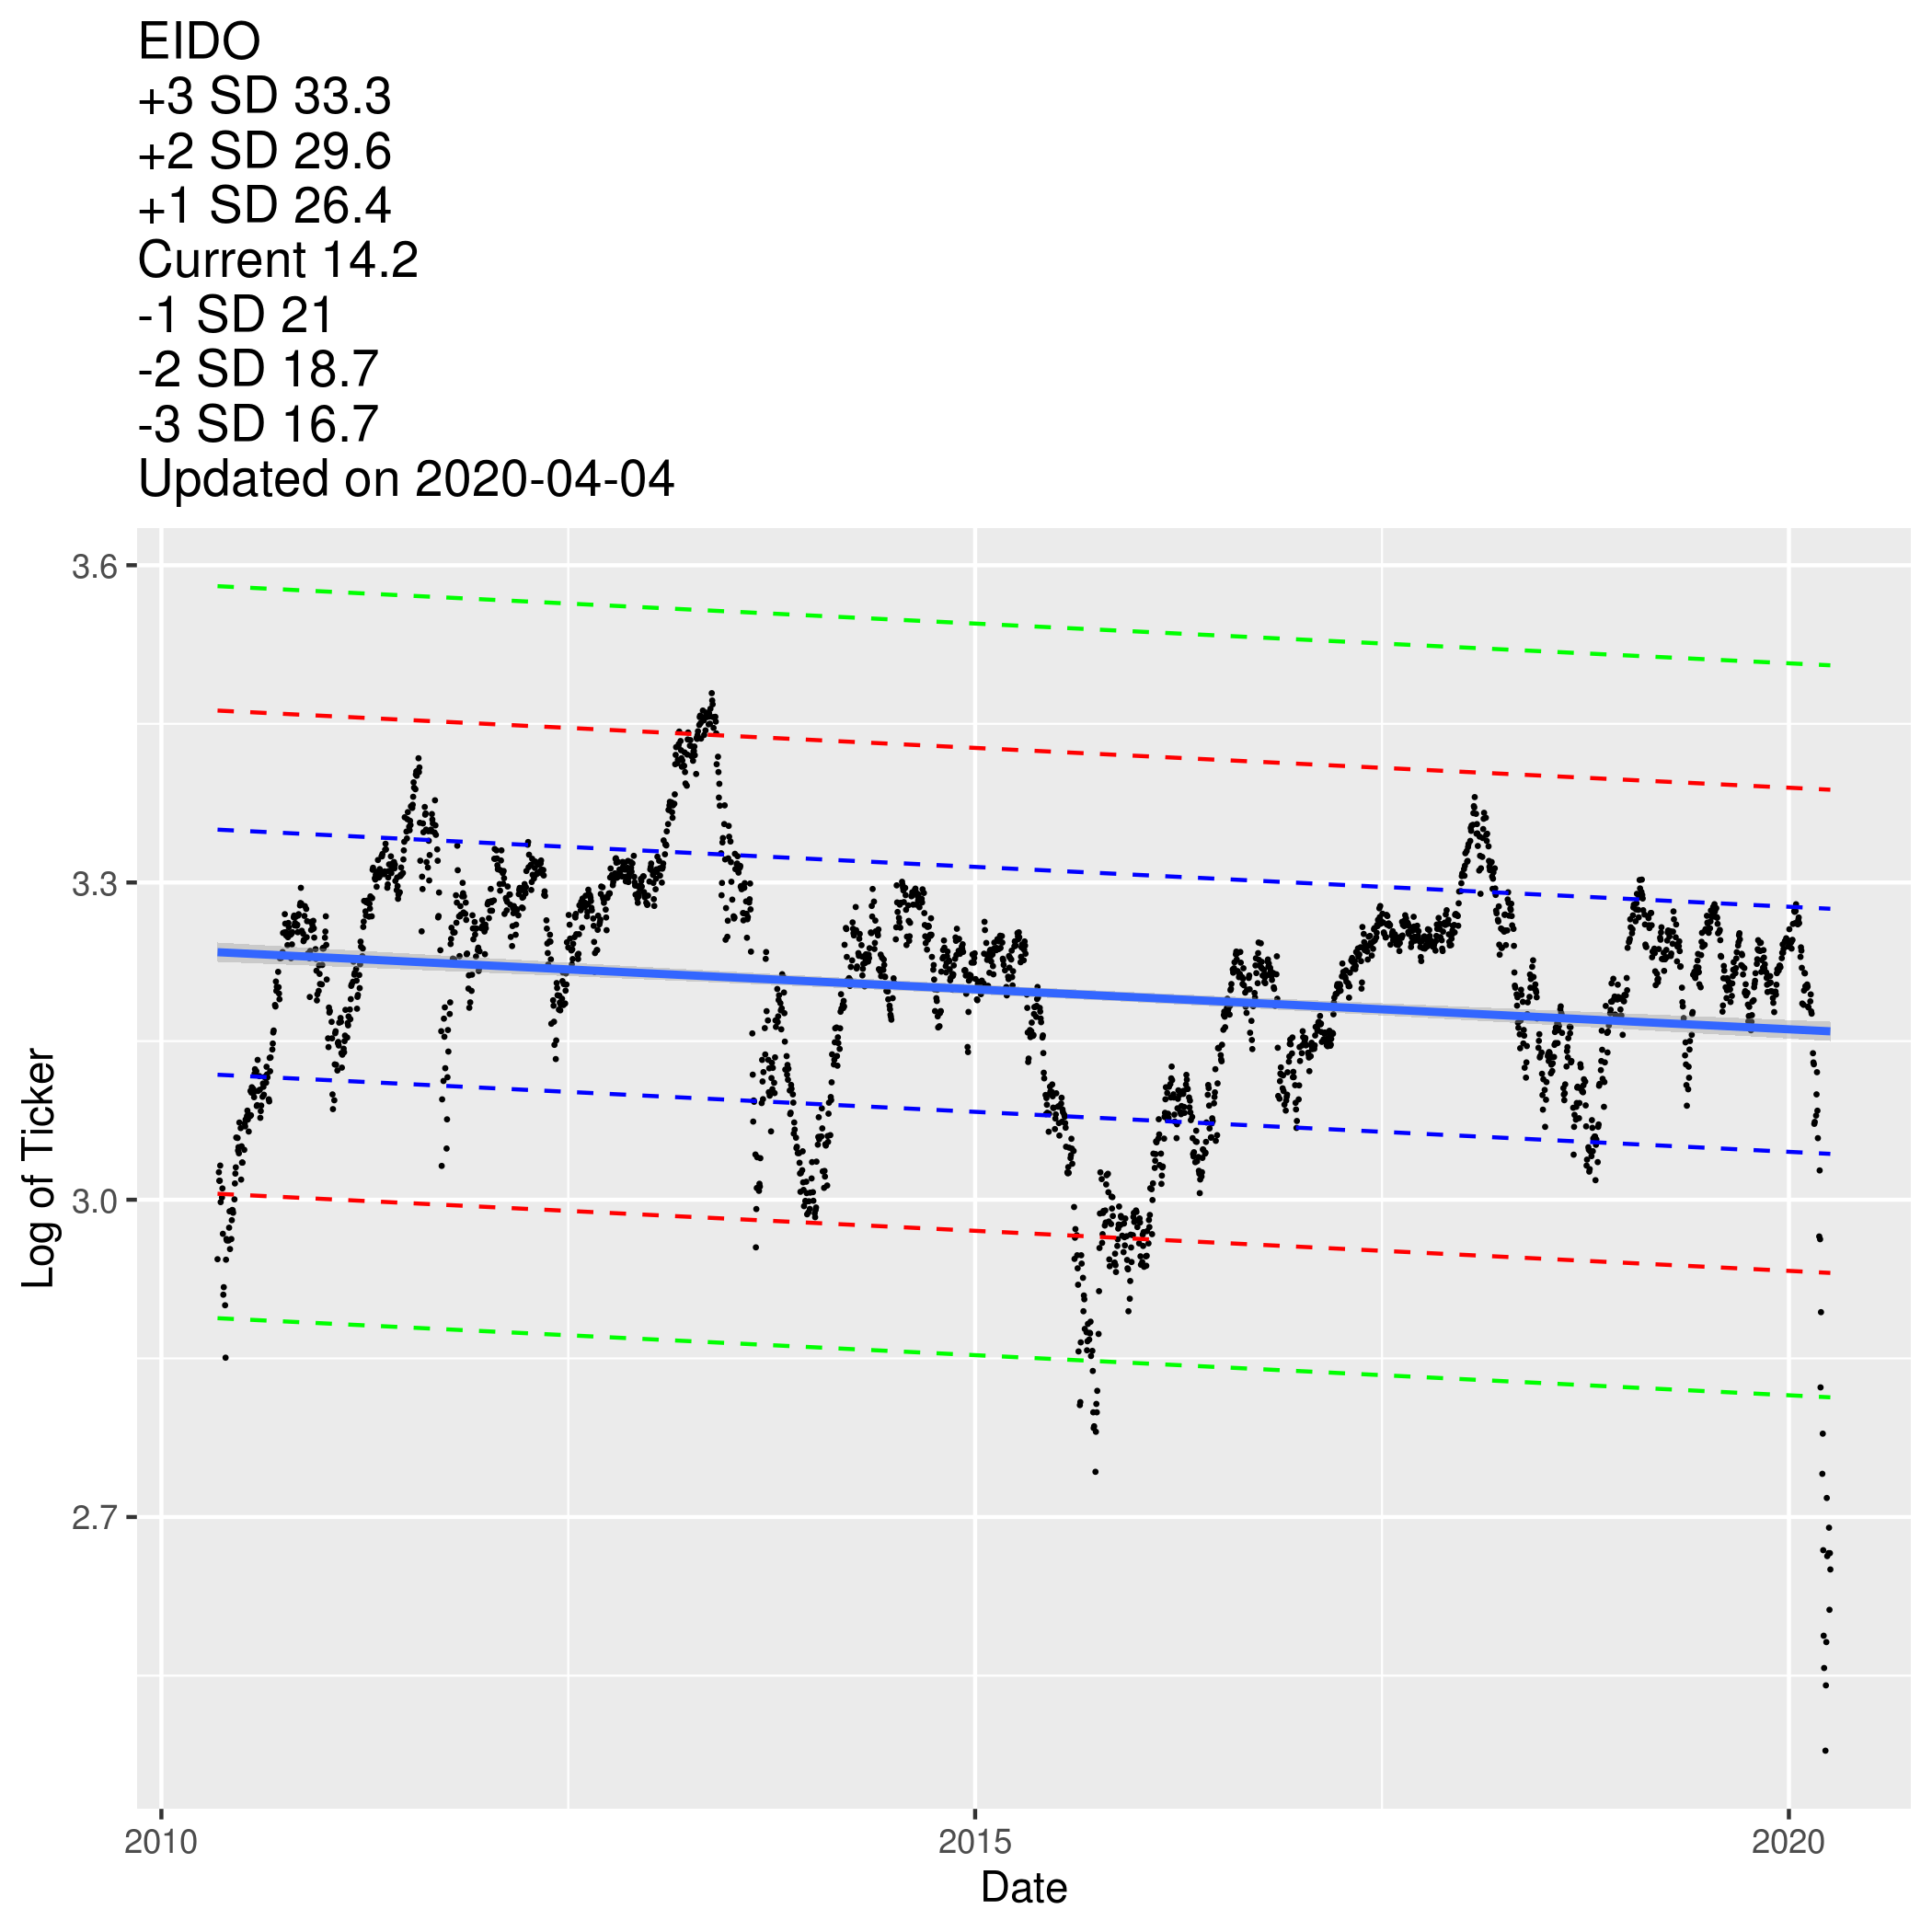 EIDO
+3 SD 33.3
+2 SD 29.6
+1 SD 26.4
Current 14.2
-1 SD 21
-2 SD 18.7
-3 SD 16.7
Updated on 2020-04-04
3.6
3.3
3.0
2.7
Log of Ticker
2010 2015 2020
Date